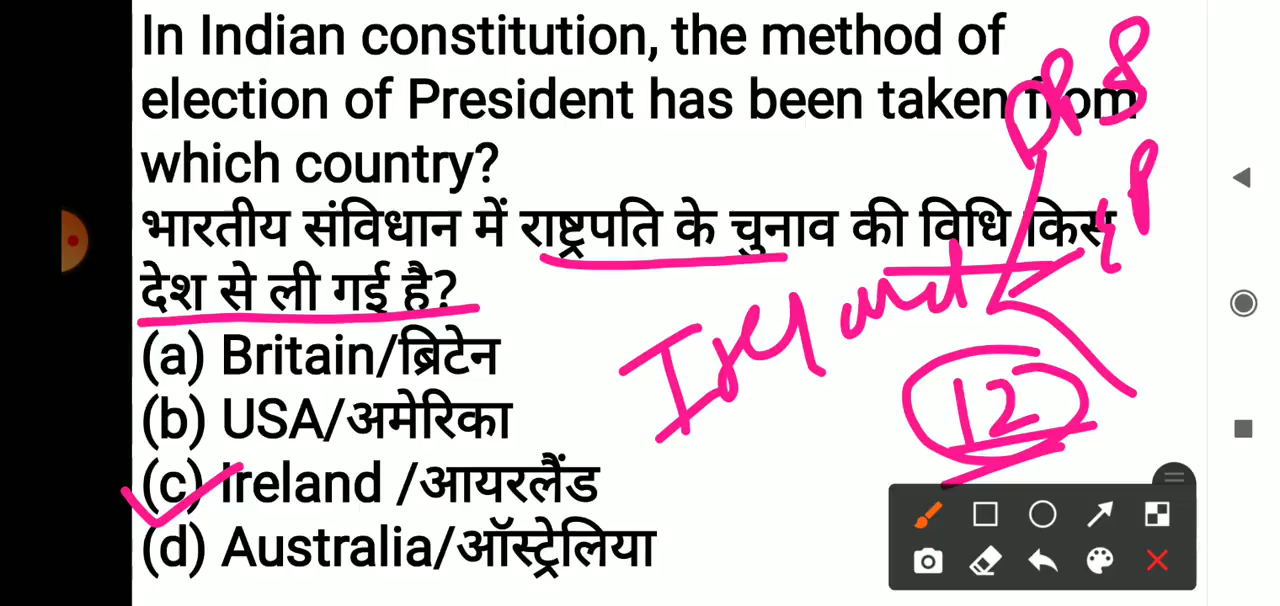 In Indian constitution, the method of
election of President has been taken from
which country?
भारतीय संविधान में राष्ट्रपति के चुनाव की विधि किस
देश से ली गई है?
(a) Britain/ब्रिटेन
(b) USA/अमेरिका
(c) Ireland /आयरलैंड
(d) Australia/ऑस्ट्रेलिया
Ireland
12